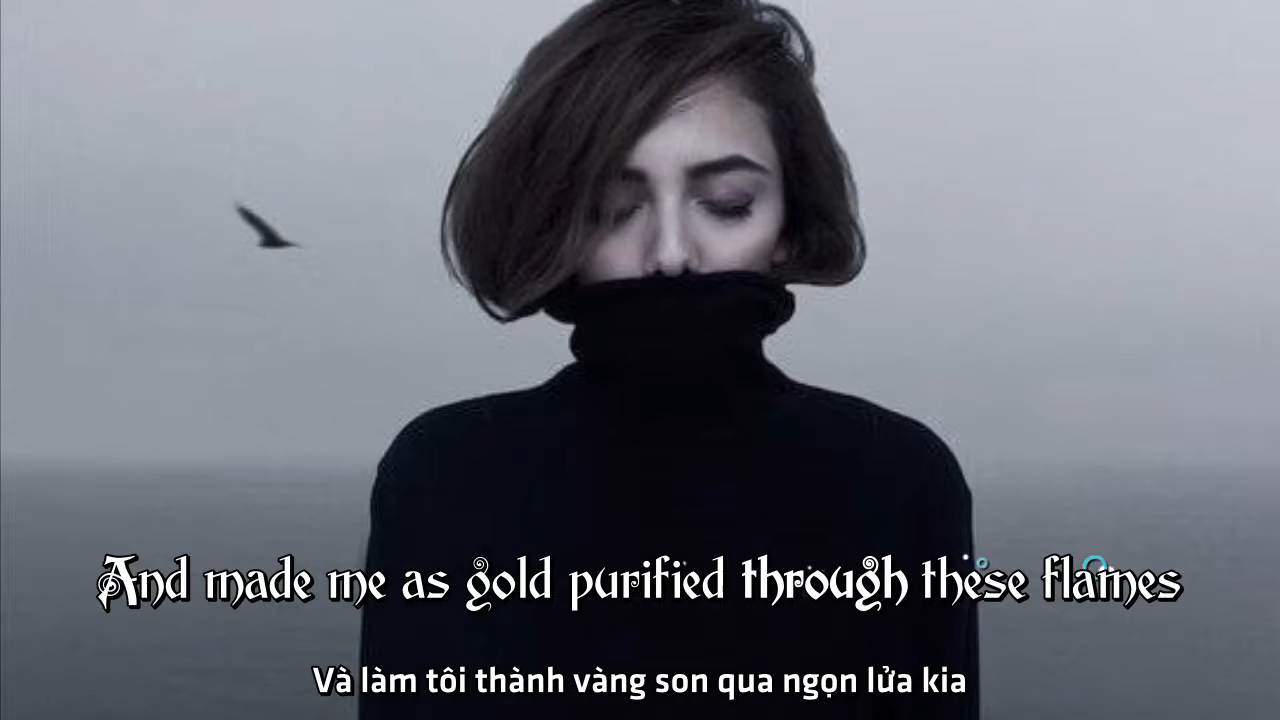 And made me as gold purified through these flames
Và làm tôi thành vàng son qua ngọn lửa kia